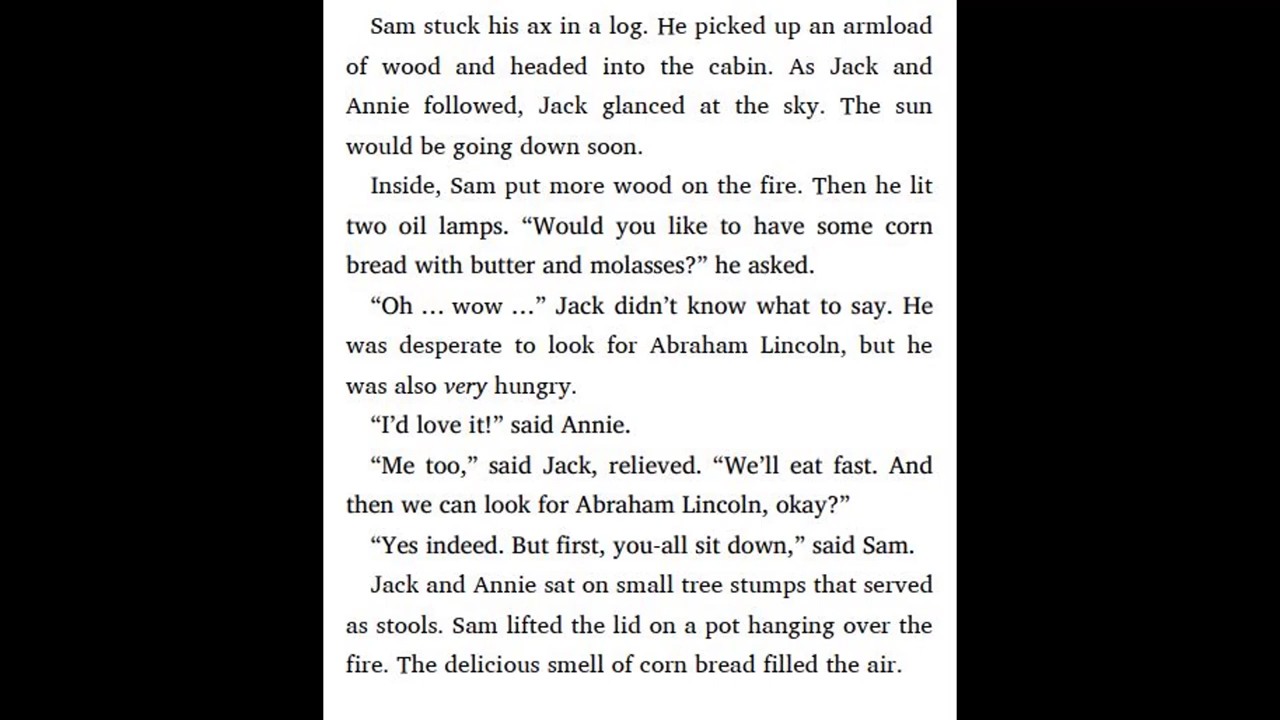 Sam stuck his ax in a log. He picked up an armload
of wood and headed into the cabin. As Jack and
Annie followed, Jack glanced at the sky. The sun
would be going down soon.
Inside, Sam put more wood on the fire. Then he lit
two oil lamps. “Would you like to have some corn
bread with butter and molasses?” he asked.
“Oh … wow …” Jack didn’t know what to say. He
was desperate to look for Abraham Lincoln, but he
was also very hungry.
“I’d love it!” said Annie.
“Me too,” said Jack, relieved. “We’ll eat fast. And
then we can look for Abraham Lincoln, okay?”
“Yes indeed. But first, you-all sit down,” said Sam.
Jack and Annie sat on small tree stumps that served
as stools. Sam lifted the lid on a pot hanging over the
fire. The delicious smell of corn bread filled the air.